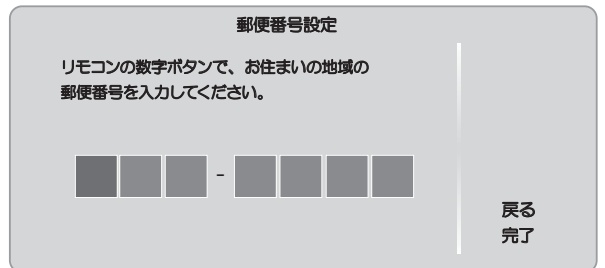 郵便番号設定
リモコンの数字ボタンで、お住まいの地域の
郵便番号を入力してください。
-
戻る
完了